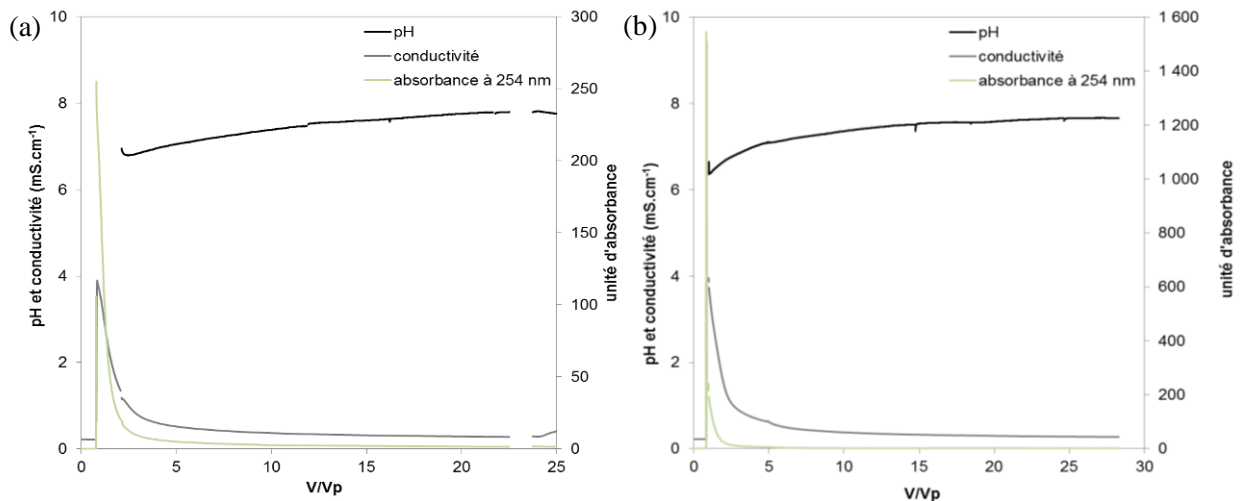 (a)
10
8
6
4
2
0
pH et conductivité (mS.cm⁻¹)
300
250
200
150
100
50
0
unité d'absorbance
pH
conductivité
absorbance à 254 nm
0 5 10 15 20 25
V/Vp
(b)
10
8
6
4
2
0
pH et conductivité (mS.cm⁻¹)
1 600
1 400
1 200
1 000
800
600
400
200
0
unité d'absorbance
pH
conductivité
absorbance à 254 nm
0 5 10 15 20 25 30
V/Vp